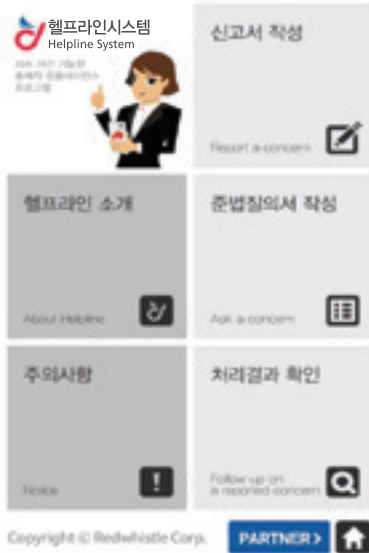 헬프라인시스템
Helpline System
신고서 작성
Report a concern
헬프라인 소개
About Helpline
준법질의서 작성
Ask a concern
주의사항
Notice
처리결과 확인
Follow up on
a reported concern
Copyright © Redwhistle Corp.
PARTNER >